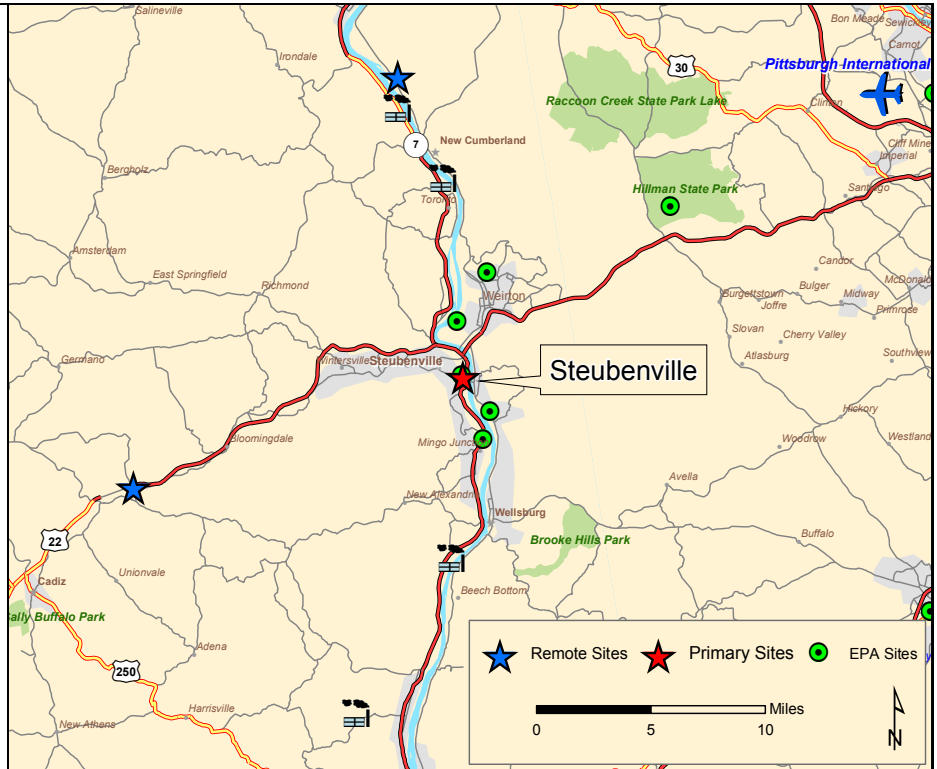 Salineville
Bon Meade
Sewickley
Carnot
Irondale
30
Pittsburgh International
Raccoon Creek State Park Lake
Clinton
7
New Cumberland
Cliff Mine
Imperial
Bergholz
Hillman State Park
Santiago
Toronto
Amsterdam
Candor
East Springfield
Richmond
Weirton
McDonald
Burgettstown
Bulger
Midway
Joffre
Primrose
Slovan
Cherry Valley
Germano
Wintersville
Steubenville
Atlasburg
Southview
Steubenville
Hickory
Bloomingdale
Mingo Junction
Woodrow
Westland
Avella
New Alexandria
Wellsburg
22
Brooke Hills Park
Buffalo
Cadiz
Unionvale
Beech Bottom
Sally Buffalo Park
Adena
250
Remote Sites
Primary Sites
EPA Sites
Harrisville
Miles
New Athens
0
5
10
N